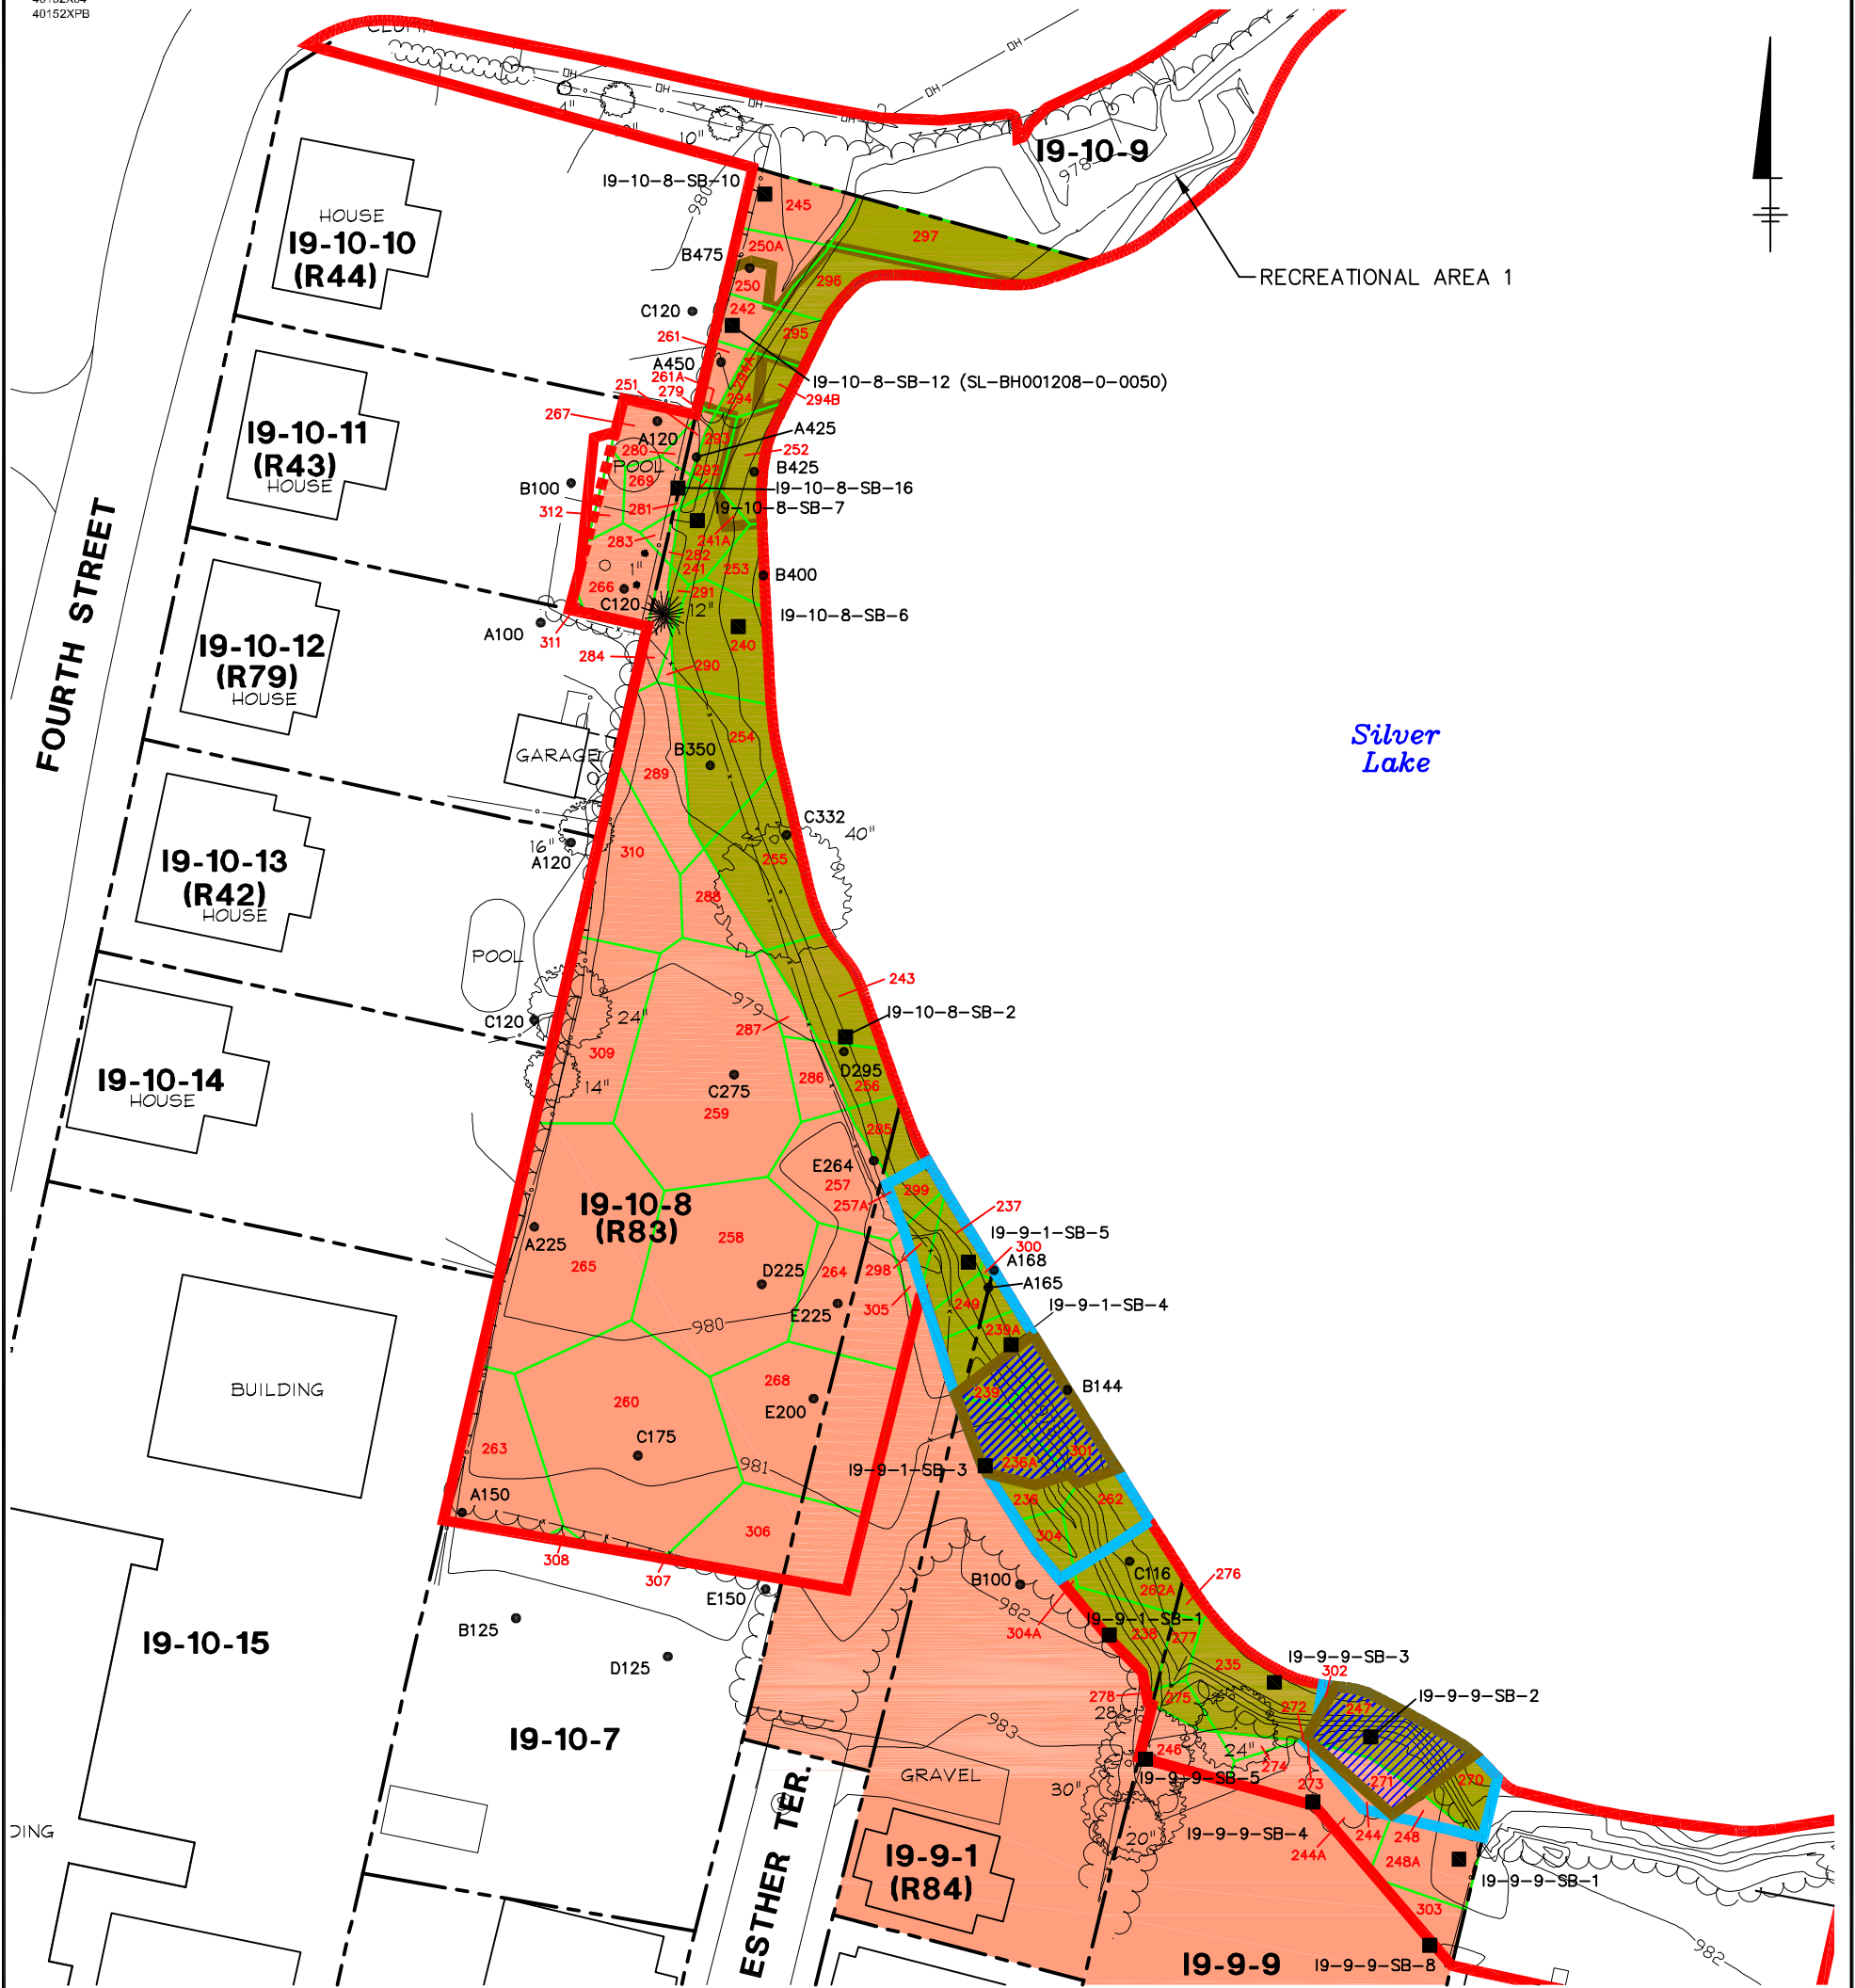 40152XPB
I9-10-9
978
I9-10-8-SB-10
10"
980
245
HOUSE
I9-10-10
(R44)
250A
297
B475
250
296
RECREATIONAL AREA 1
C120
242
295
261
A450
261A
I9-10-8-SB-12 (SL-BH001208-0-0050)
251
279
294
294B
267
I9-10-11
(R43)
HOUSE
A120
293
A425
280
252
POOL
292
B425
B100
269
I9-10-8-SB-16
281
I9-10-8-SB-7
312
283
241A
282
1"
241
253
B400
266
291
C120
12"
I9-10-8-SB-6
A100
311
240
I9-10-12
(R79)
HOUSE
284
290
FOURTH STREET
254
Silver
Lake
B350
GARAGE
289
C332
40"
16"
A120
310
255
I9-10-13
(R42)
HOUSE
288
POOL
243
979
I9-10-8-SB-2
C120
24"
287
309
D295
I9-10-14
HOUSE
14"
C275
286
256
259
285
E264
257
299
I9-10-8
(R83)
257A
237
A225
258
I9-9-1-SB-5
300
A168
265
264
298
D225
A165
305
249
E225
I9-9-1-SB-4
980
239A
BUILDING
268
239
B144
260
E200
C175
301
263
981
I9-9-1-SB-3
236A
A150
236
262
306
304
308
307
C116
B100
262A
276
E150
982
B125
304A
I9-9-1-SB-1
238
277
I9-10-15
D125
235
I9-9-9-SB-3
302
278
275
272
I9-9-9-SB-2
28"
247
983
I9-10-7
246
24"
274
GRAVEL
I9-9-9-SB-5
273
271
270
30"
DING
20"
I9-9-9-SB-4
244
248
244A
248A
I9-9-1
(R84)
I9-9-9-SB-1
ESTHER TER.
303
982
I9-9-9
I9-9-9-SB-8